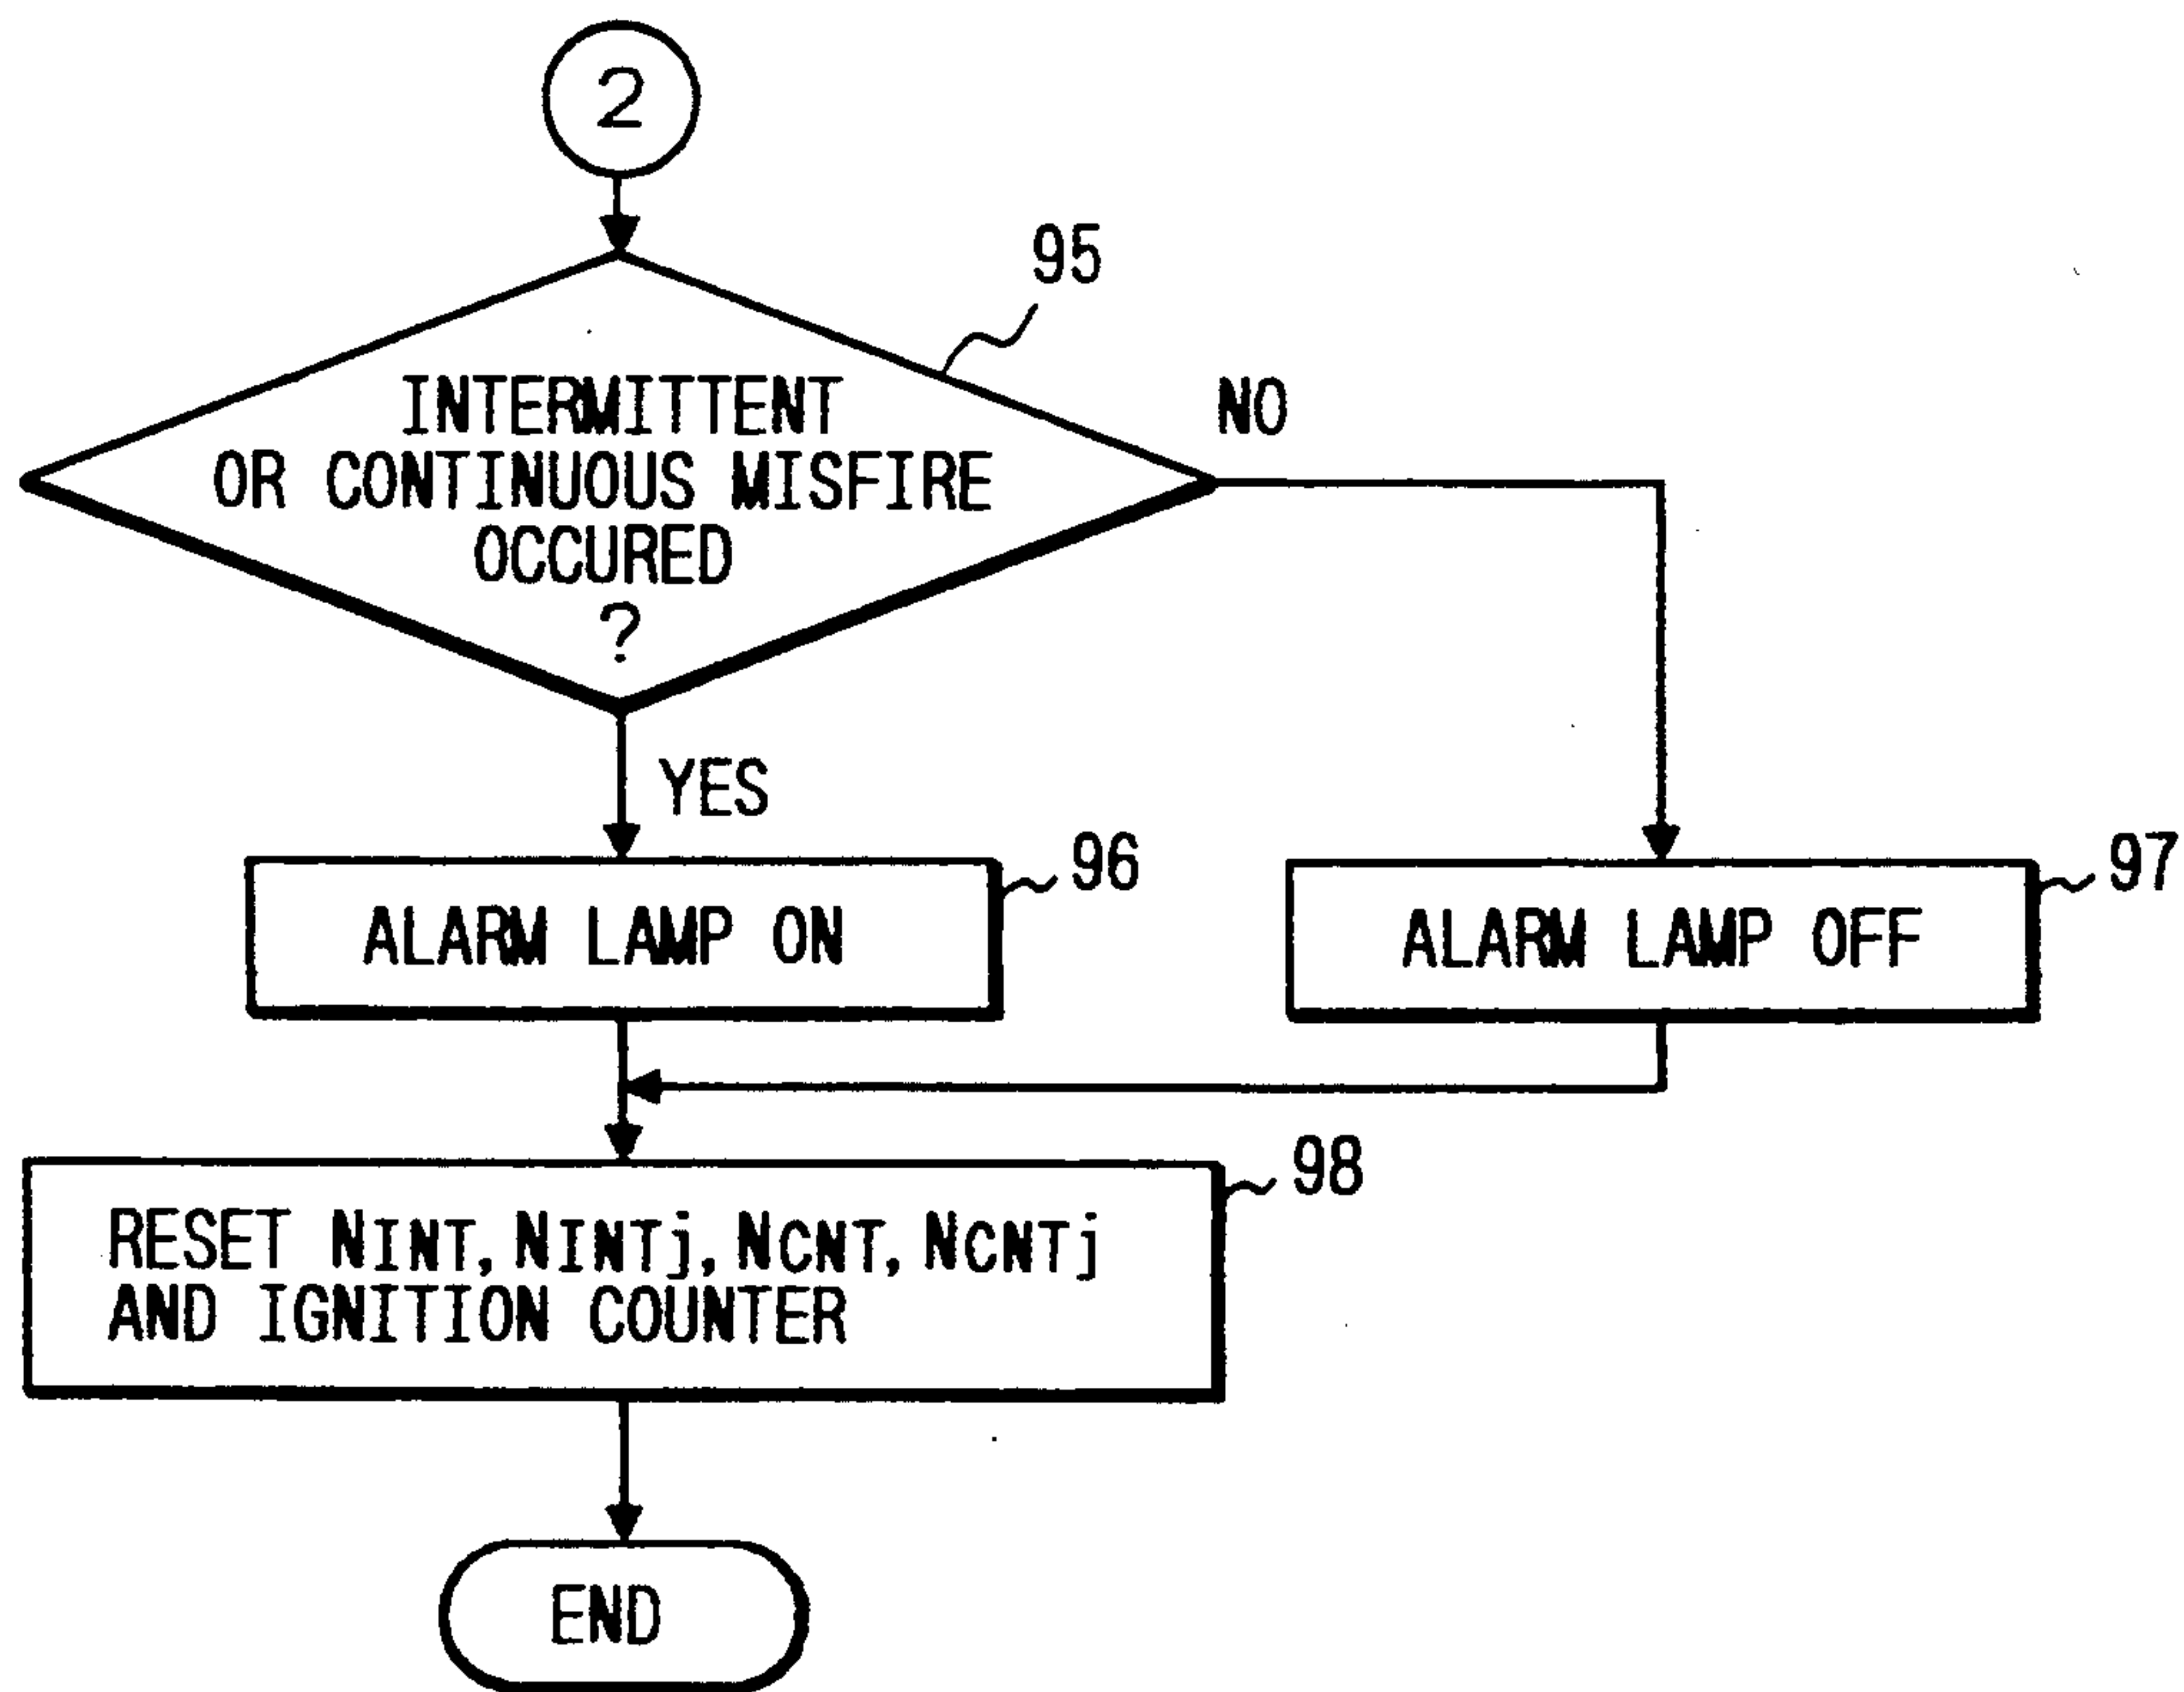 2
95
INTERMITTENT
OR CONTINUOUS MISFIRE
OCCURED
?
NO
YES
96
ALARM LAMP ON
97
ALARM LAMP OFF
98
RESET NINT, NINTj, NCNT, NCNTj
AND IGNITION COUNTER
END